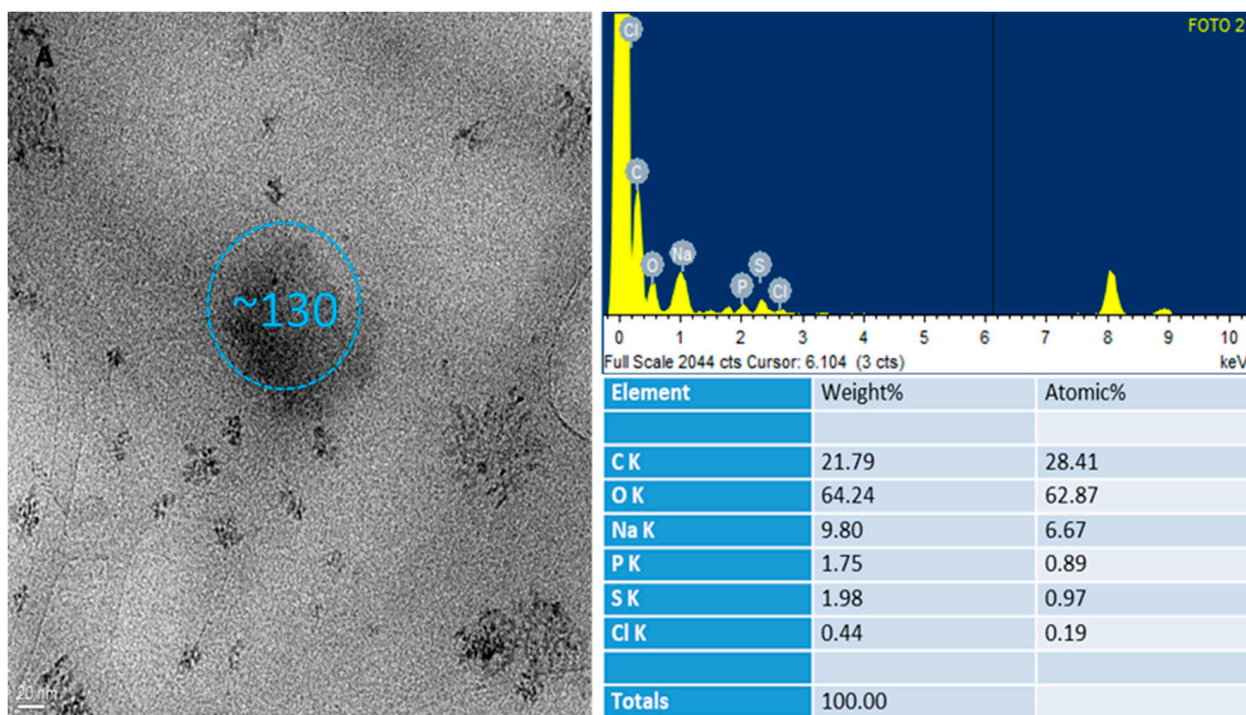 A
~130
20 nm
FOTO 2
Cl
C
O
Na
P
S
Cl
0 1 2 3 4 5 6 7 8 9 10
Full Scale 2044 cts Cursor: 6.104 (3 cts) keV
Element Weight% Atomic%
C K 21.79 28.41
O K 64.24 62.87
Na K 9.80 6.67
P K 1.75 0.89
S K 1.98 0.97
Cl K 0.44 0.19
Totals 100.00